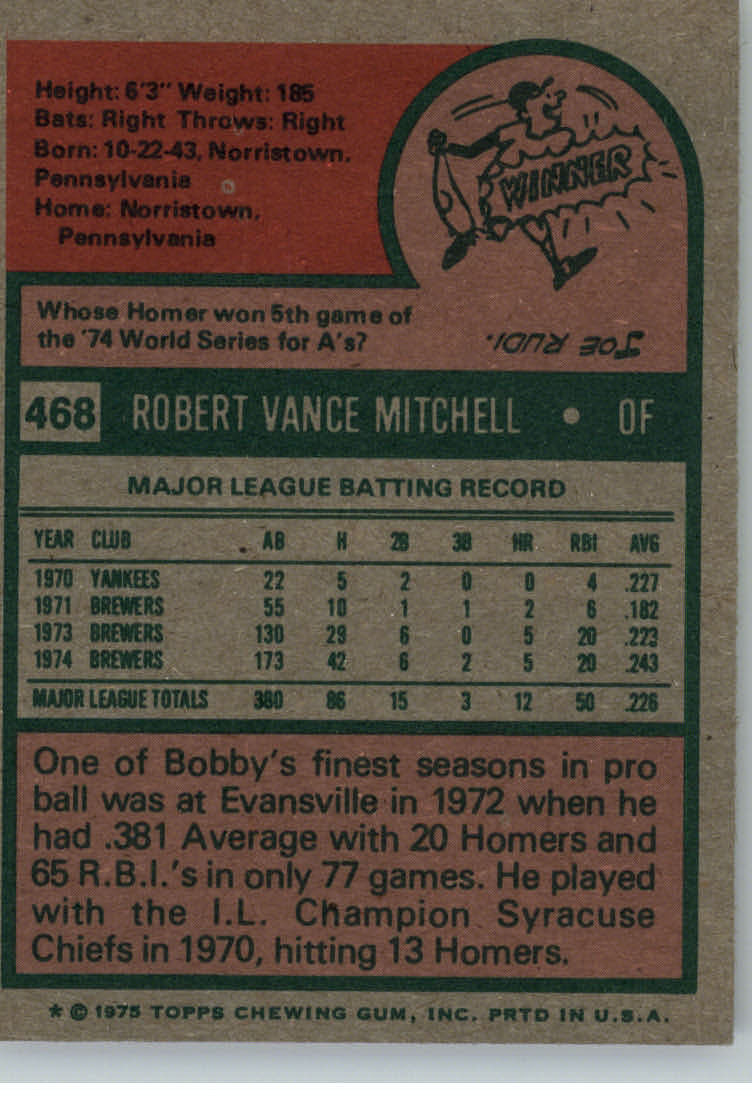 Height: 6'3" Weight: 185
Bats: Right Throws: Right
Born: 10-22-43, Norristown,
Pennsylvania
Home: Norristown,
Pennsylvania
WINNER
Whose Homer won 5th game of
the '74 World Series for A's?
JOE RUDI.
468 ROBERT VANCE MITCHELL • OF
MAJOR LEAGUE BATTING RECORD
YEAR CLUB AB H 2B 3B HR RBI AVG
1970 YANKEES 22 5 2 0 0 4 .227
1971 BREWERS 55 10 1 1 2 6 .182
1973 BREWERS 130 29 6 0 5 20 .223
1974 BREWERS 173 42 6 2 5 20 .243
MAJOR LEAGUE TOTALS 380 86 15 3 12 50 .226
One of Bobby's finest seasons in pro
ball was at Evansville in 1972 when he
had .381 Average with 20 Homers and
65 R.B.I.'s in only 77 games. He played
with the I.L. Champion Syracuse
Chiefs in 1970, hitting 13 Homers.
* © 1975 TOPPS CHEWING GUM, INC. PRTD IN U.S.A.